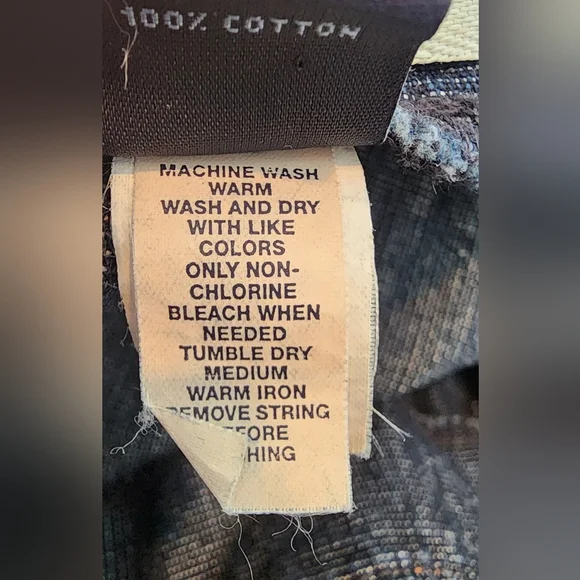 100% COTTON
MACHINE WASH
WARM
WASH AND DRY
WITH LIKE
COLORS
ONLY NON-
CHLORINE
BLEACH WHEN
NEEDED
TUMBLE DRY
MEDIUM
WARM IRON
REMOVE STRING